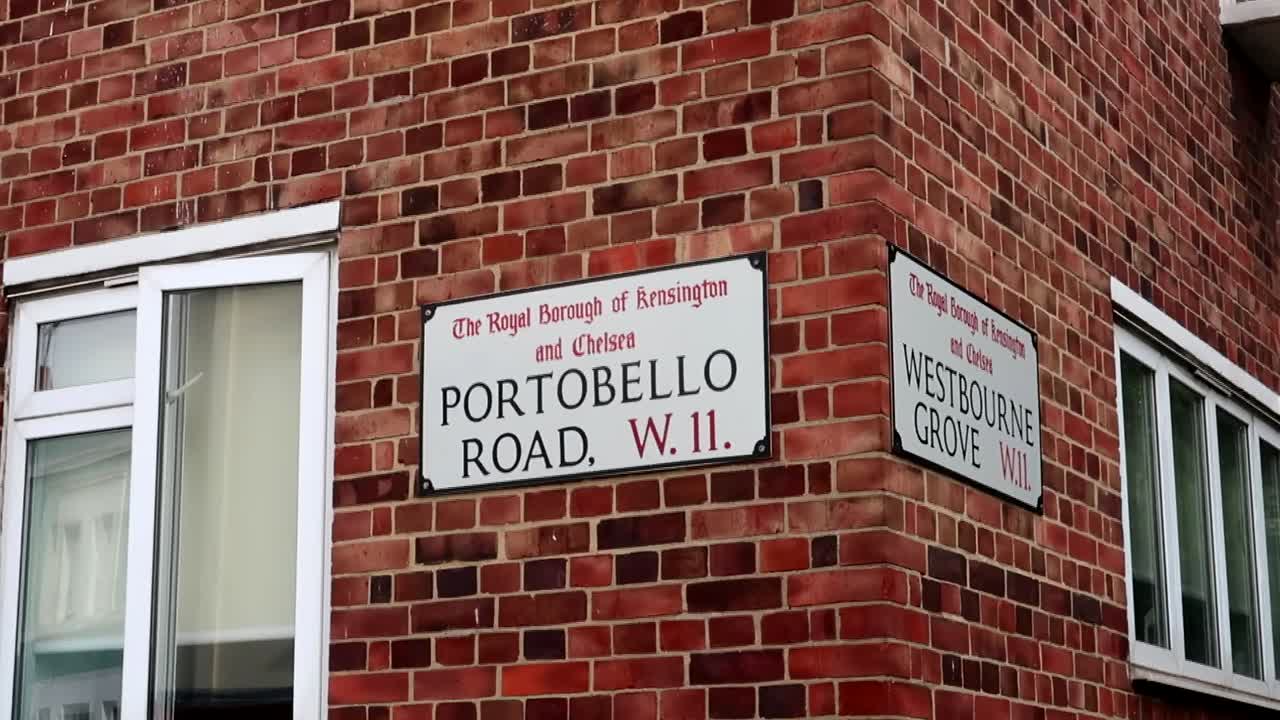 The Royal Borough of Kensington
and Chelsea
PORTOBELLO
ROAD, W. 11.
The Royal Borough of Kensington
and Chelsea
WESTBOURNE
GROVE W11.